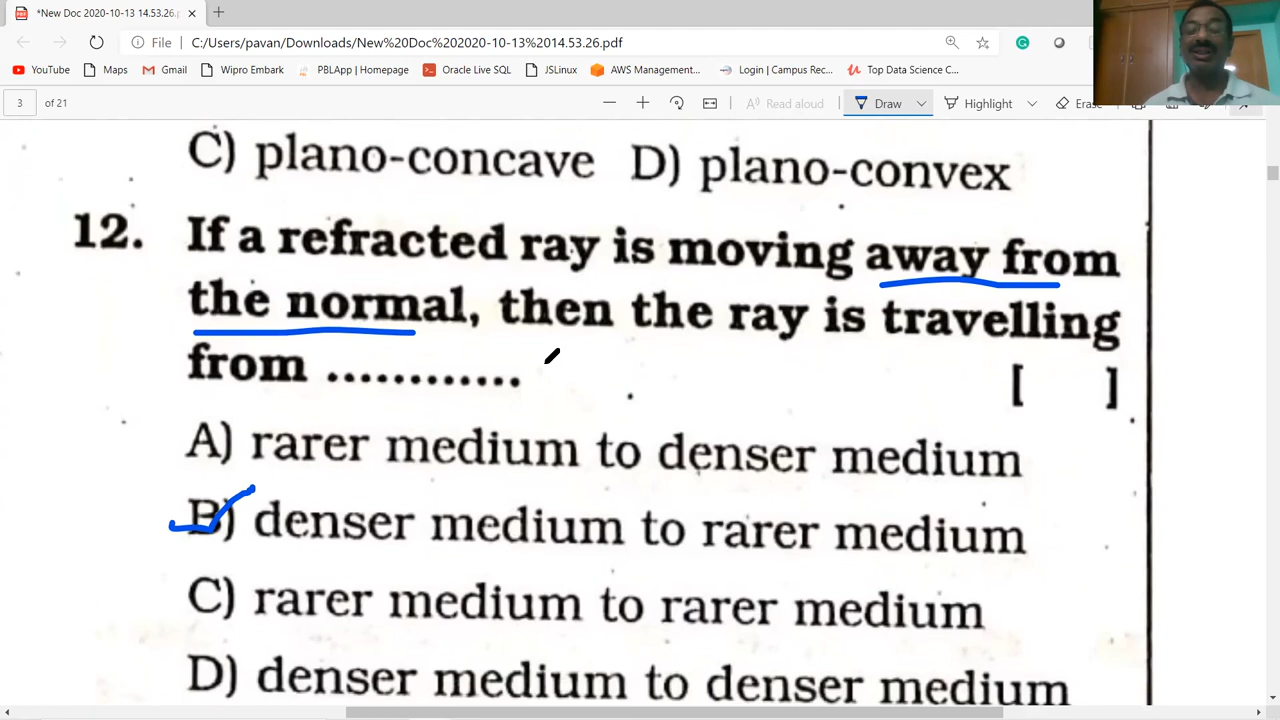 *New Doc 2020-10-13 14.53.26.p
File C:/Users/pavan/Downloads/New%20Doc%202020-10-13%2014.53.26.pdf
YouTube Maps Gmail Wipro Embark PBLApp | Homepage Oracle Live SQL JSLinux AWS Management... Login | Campus Rec... Top Data Science C...
3 of 21 Read aloud Draw Highlight Erase
C) plano-concave D) plano-convex
12. If a refracted ray is moving away from
the normal, then the ray is travelling
from ............ [ ]
A) rarer medium to denser medium
B) denser medium to rarer medium
C) rarer medium to rarer medium
D) denser medium to denser medium